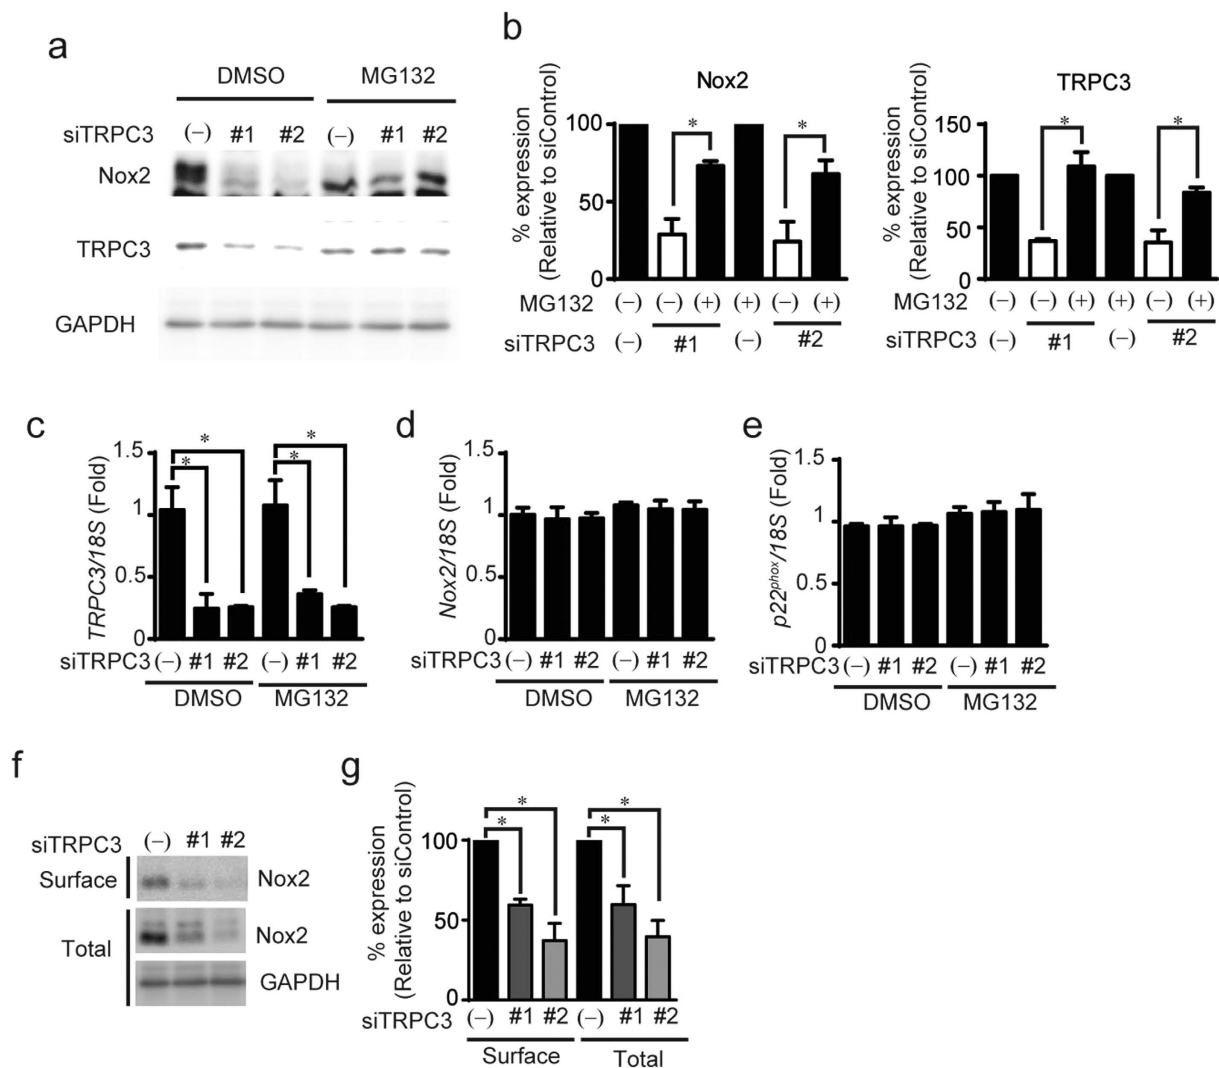 a
DMSO MG132
siTRPC3 (−) #1 #2 (−) #1 #2
Nox2
TRPC3
GAPDH
b
Nox2
% expression
(Relative to siControl)
100
50
0
*
*
MG132 (−) (−) (+) (+) (−) (+)
siTRPC3 (−) #1 (−) #2
TRPC3
% expression
(Relative to siControl)
150
100
50
0
*
*
MG132 (−) (−) (+) (+) (−) (+)
siTRPC3 (−) #1 (−) #2
c
TRPC3/18S (Fold)
1.5
1
0.5
0
* *
* *
siTRPC3 (−) #1 #2 (−) #1 #2
DMSO MG132
d
Nox2/18S (Fold)
1.5
1
0.5
0
siTRPC3 (−) #1 #2 (−) #1 #2
DMSO MG132
e
p22phox/18S (Fold)
1.5
1
0.5
0
siTRPC3 (−) #1 #2 (−) #1 #2
DMSO MG132
f
siTRPC3 (−) #1 #2
Surface Nox2
Total Nox2
GAPDH
g
% expression
(Relative to siControl)
100
50
0
* *
* *
siTRPC3 (−) #1 #2 (−) #1 #2
Surface Total